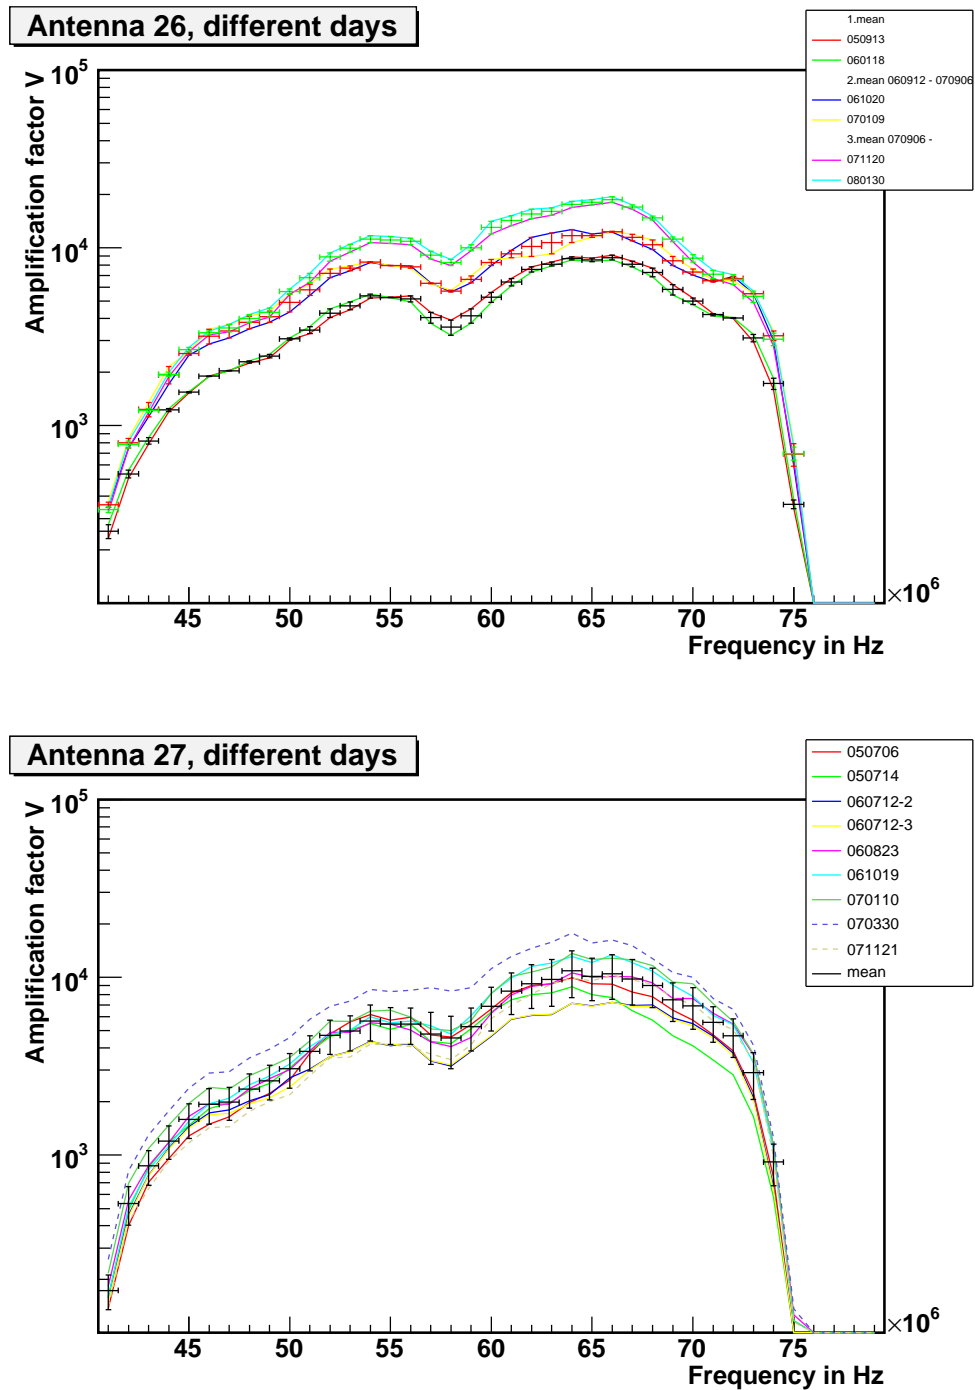 Antenna 26, different days
1.mean
050913
060118
2.mean 060912 - 070906
061020
070109
3.mean 070906 -
071120
080130
Amplification factor V
10^5
10^4
10^3
45 50 55 60 65 70 75
×10^6
Frequency in Hz
Antenna 27, different days
050706
050714
060712-2
060712-3
060823
061019
070110
070330
071121
mean
Amplification factor V
10^5
10^4
10^3
45 50 55 60 65 70 75
×10^6
Frequency in Hz